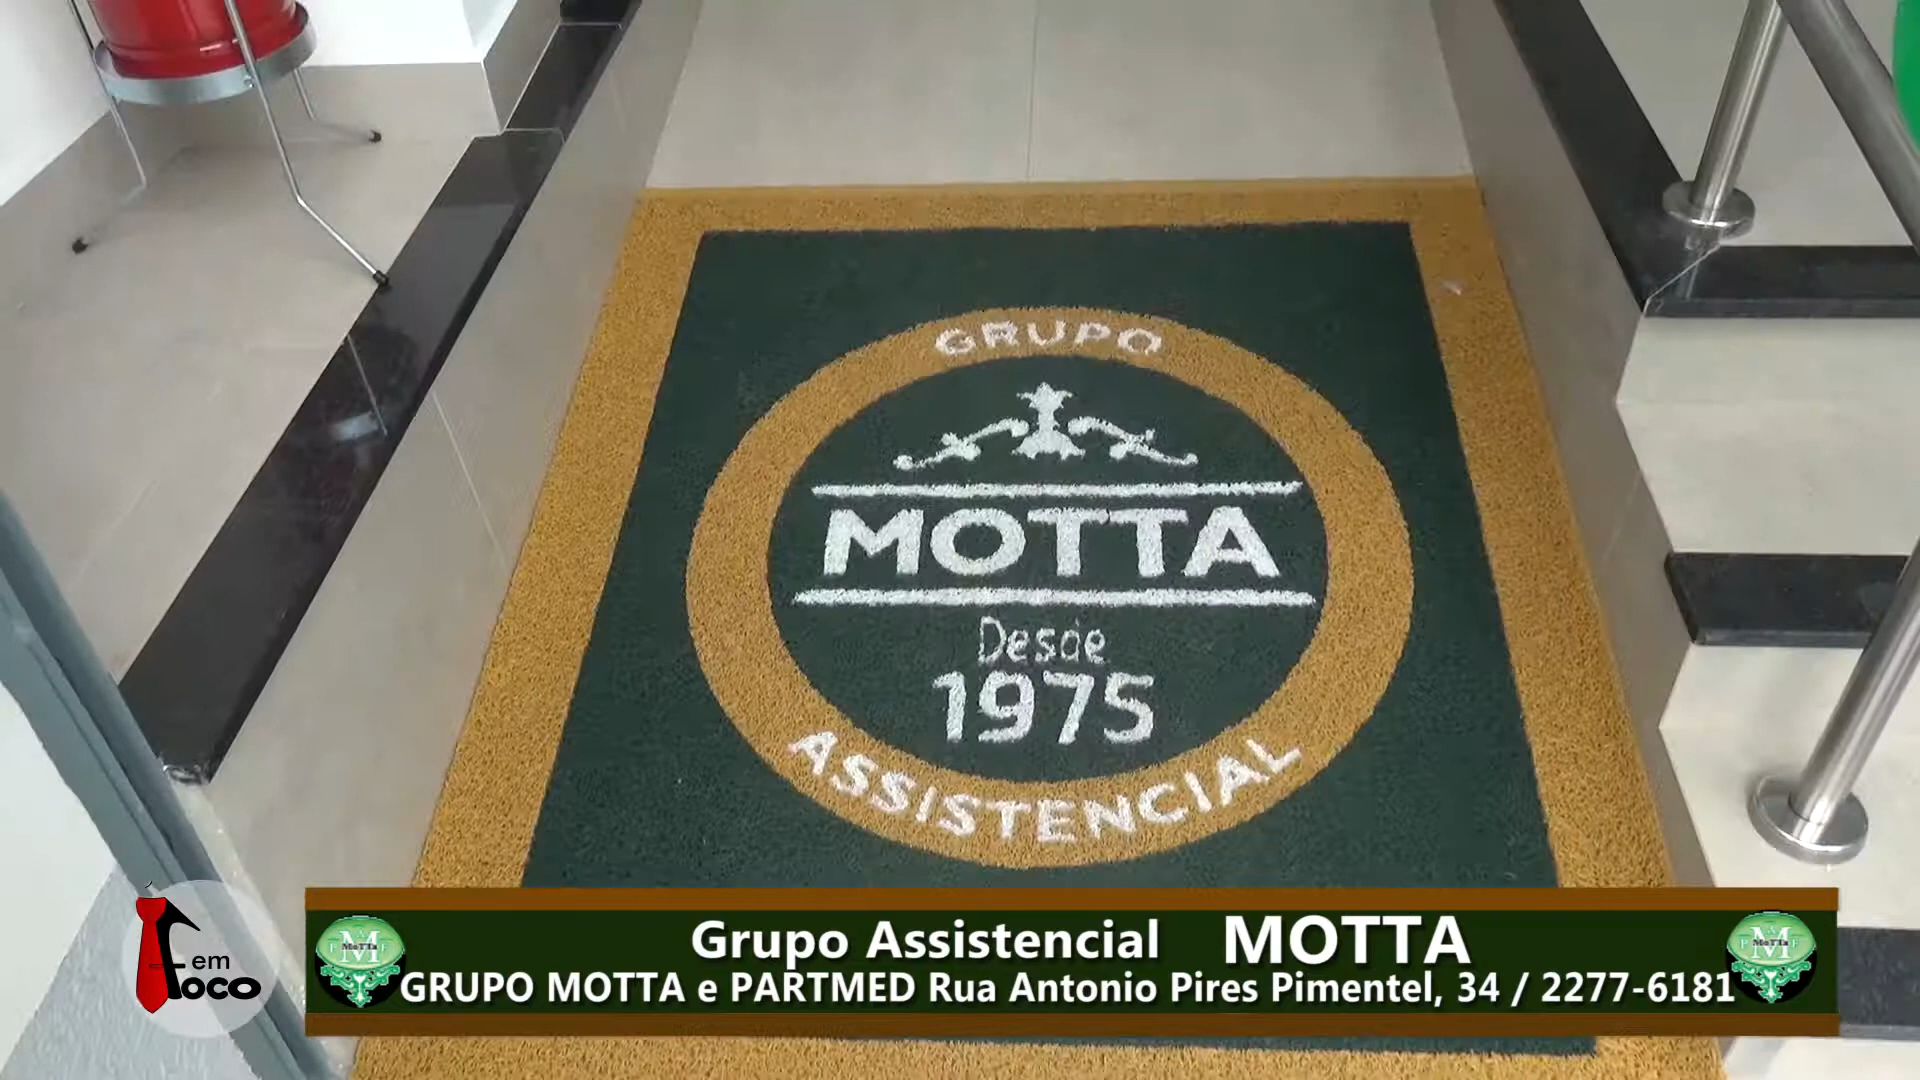 GRUPO
MOTTA
Desde
1975
ASSISTENCIAL
em
foco
Grupo Assistencial MOTTA
GRUPO MOTTA e PARTMED Rua Antonio Pires Pimentel, 34 / 2277-6181